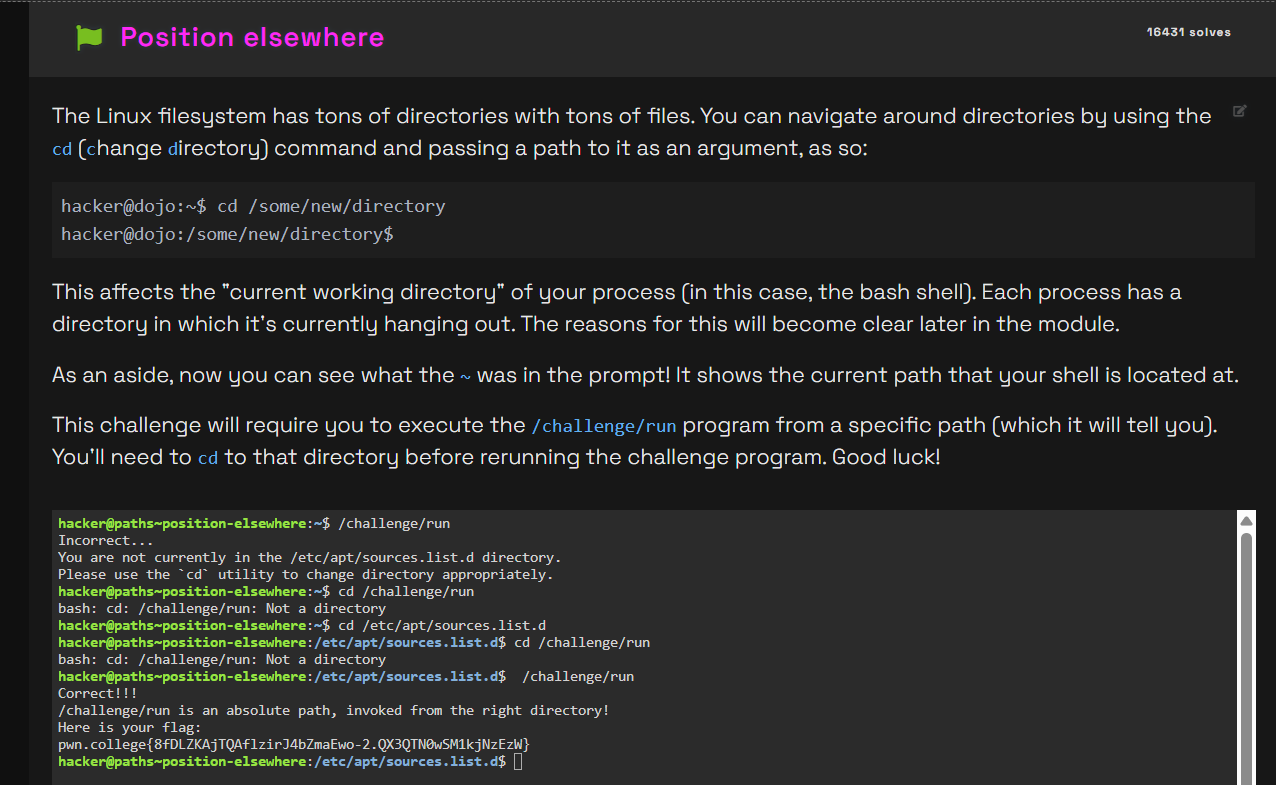 Position elsewhere
16431 solves
The Linux filesystem has tons of directories with tons of files. You can navigate around directories by using the
cd (change directory) command and passing a path to it as an argument, as so:
hacker@dojo:~$ cd /some/new/directory
hacker@dojo:/some/new/directory$
This affects the "current working directory" of your process (in this case, the bash shell). Each process has a
directory in which it's currently hanging out. The reasons for this will become clear later in the module.
As an aside, now you can see what the ~ was in the prompt! It shows the current path that your shell is located at.
This challenge will require you to execute the /challenge/run program from a specific path (which it will tell you).
You'll need to cd to that directory before rerunning the challenge program. Good luck!
hacker@paths~position-elsewhere:~$ /challenge/run
Incorrect...
You are not currently in the /etc/apt/sources.list.d directory.
Please use the `cd` utility to change directory appropriately.
hacker@paths~position-elsewhere:~$ cd /challenge/run
bash: cd: /challenge/run: Not a directory
hacker@paths~position-elsewhere:~$ cd /etc/apt/sources.list.d
hacker@paths~position-elsewhere:/etc/apt/sources.list.d$ cd /challenge/run
bash: cd: /challenge/run: Not a directory
hacker@paths~position-elsewhere:/etc/apt/sources.list.d$  /challenge/run
Correct!!!
/challenge/run is an absolute path, invoked from the right directory!
Here is your flag:
pwn.college{8fDLZKAjTQAflzirJ4bZmaEwo-2.QX3QTN0wSM1kjNzEzW}
hacker@paths~position-elsewhere:/etc/apt/sources.list.d$